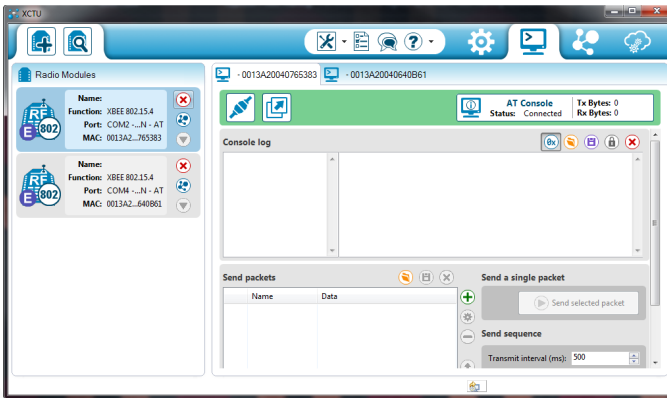 XCTU
Radio Modules
- 0013A20040765383
- 0013A20040640B61
Name:
Function: XBEE 802.15.4
Port: COM2 -...N - AT
MAC: 0013A2...765383
RF
E 802
Name:
Function: XBEE 802.15.4
Port: COM4 -...N - AT
MAC: 0013A2...640B61
RF
E 802
AT Console
Status: Connected
Tx Bytes: 0
Rx Bytes: 0
Console log
Send packets
Name Data
Send a single packet
Send selected packet
Send sequence
Transmit interval (ms): 500